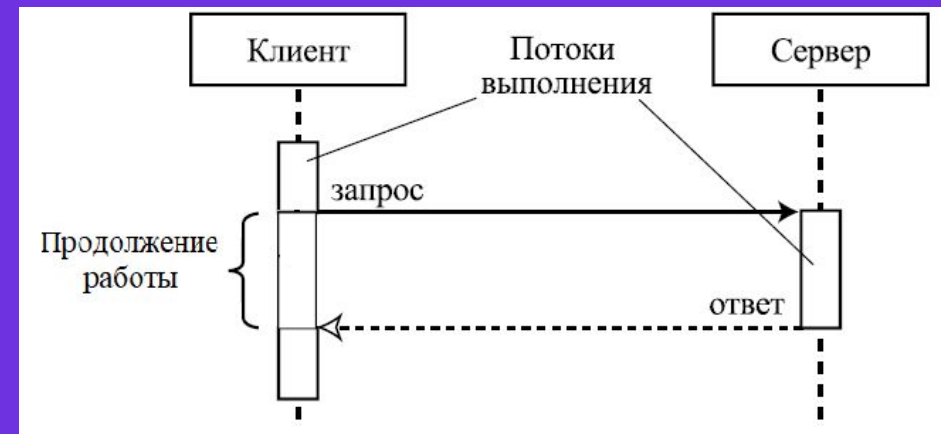 Клиент
Потоки
выполнения
Сервер
запрос
Продолжение
работы
ответ